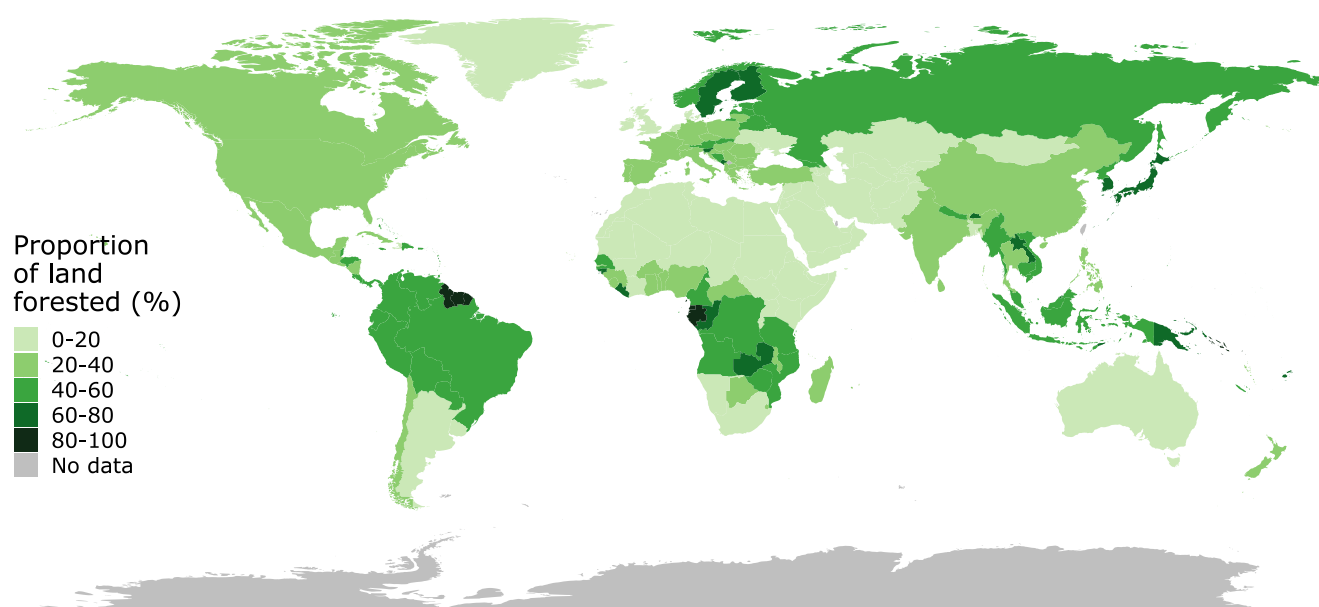 Proportion
of land
forested (%)
0-20
20-40
40-60
60-80
80-100
No data